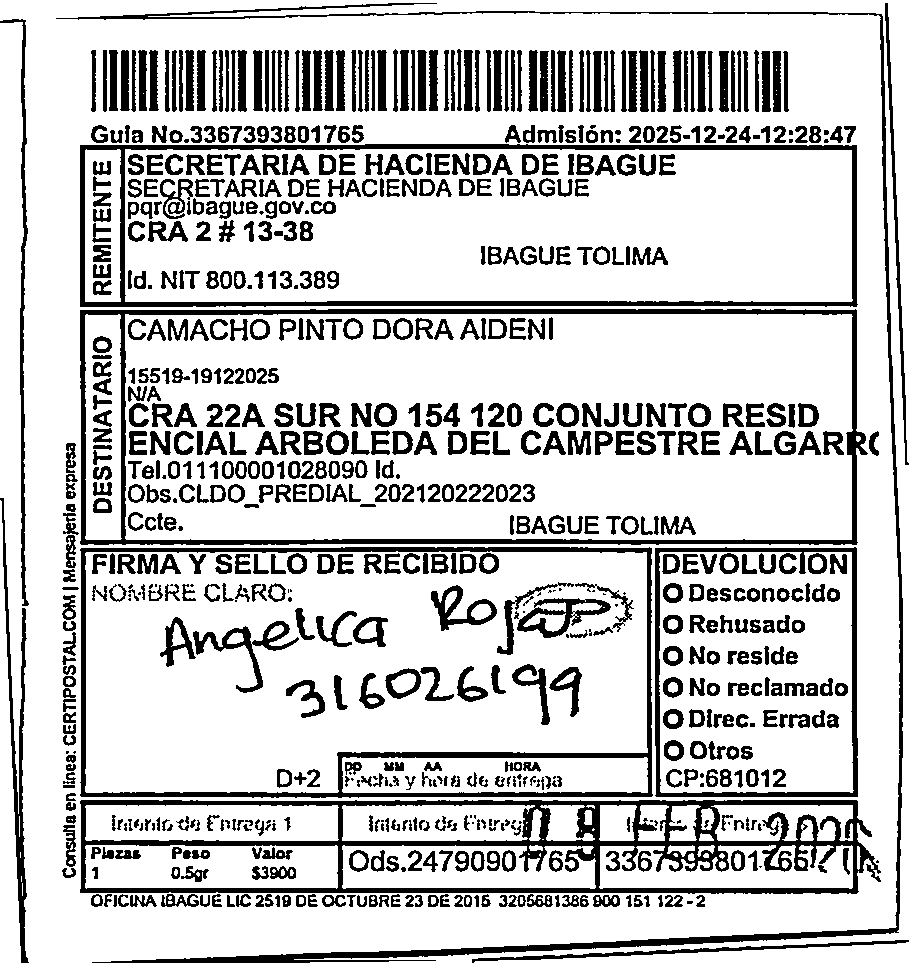 Guia No.3367393801765 Admisión: 2025-12-24-12:28:47
REMITENTE
SECRETARIA DE HACIENDA DE IBAGUE
SECRETARIA DE HACIENDA DE IBAGUE
pqr@ibague.gov.co
CRA 2 # 13-38
IBAGUE TOLIMA
Id. NIT 800.113.389
DESTINATARIO
CAMACHO PINTO DORA AIDENI
15519-19122025
N/A
CRA 22A SUR NO 154 120 CONJUNTO RESID
ENCIAL ARBOLEDA DEL CAMPESTRE ALGARRO
Tel.011100001028090 Id.
Obs.CLDO_PREDIAL_202120222023
Ccte. IBAGUE TOLIMA
Consulta en línea: CERTIPOSTAL.COM | Mensajería expresa
FIRMA Y SELLO DE RECIBIDO
NOMBRE CLARO:
Angelica Rojas
316026199
D+2
DD MM AA HORA
Fecha y hora de entrega
DEVOLUCION
Desconocido
Rehusado
No reside
No reclamado
Direc. Errada
Otros
CP:681012
Intento de Entrega 1 Intento de Entrega Intento de Entrega
FEB 2026
Piezas Peso Valor
1 0.5gr $3900
Ods.24790901765 3367393801765
OFICINA IBAGUE LIC 2519 DE OCTUBRE 23 DE 2015 3205681386 900 151 122 - 2